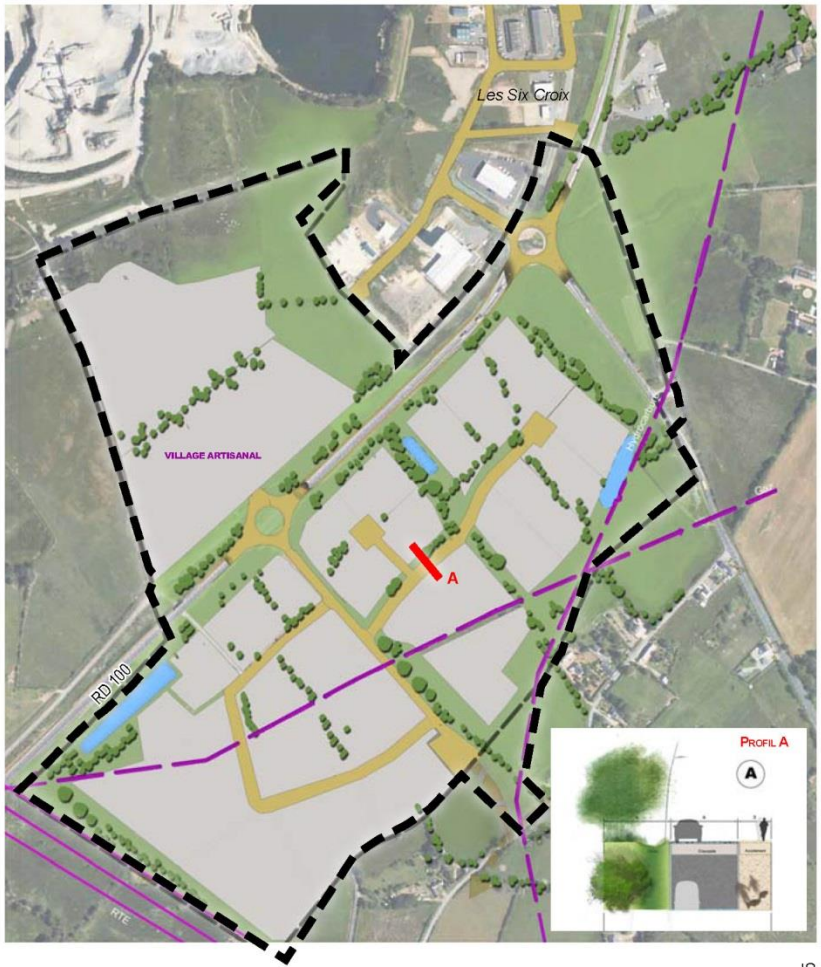 Les Six Croix
VILLAGE ARTISANAL
A
RD 100
PROFIL A
A
RTE